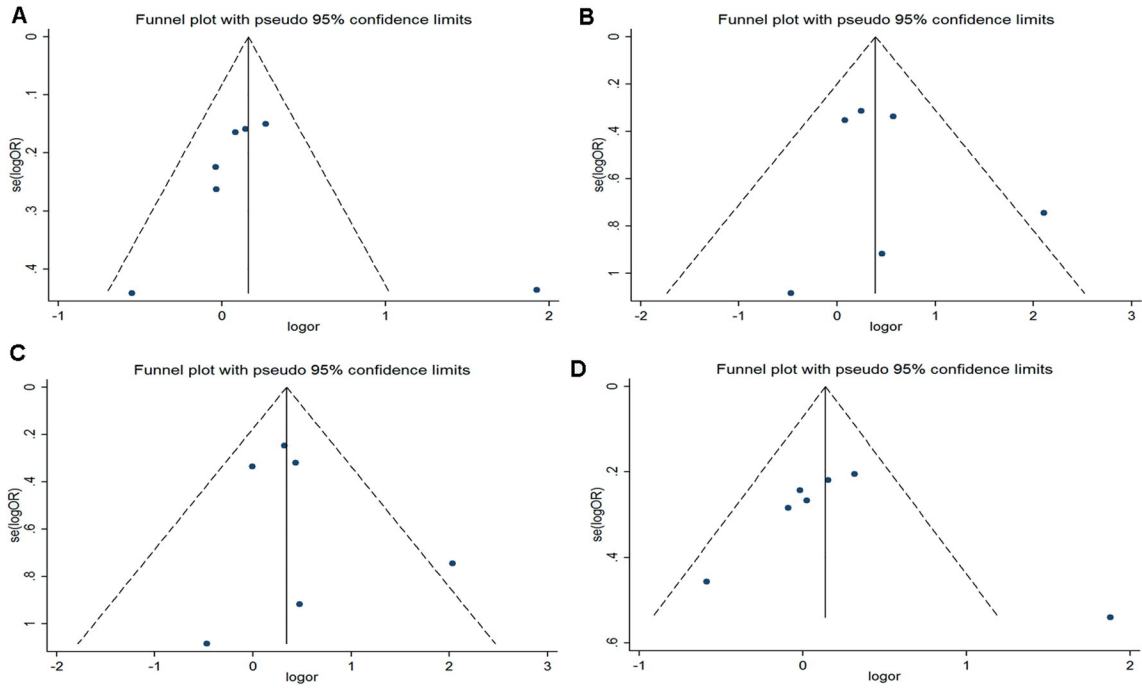 A
Funnel plot with pseudo 95% confidence limits
0
.1
.2
.3
.4
se(logOR)
-1
0
1
2
logor
B
Funnel plot with pseudo 95% confidence limits
0
.2
.4
.6
.8
1
se(logOR)
-2
-1
0
1
2
3
logor
C
Funnel plot with pseudo 95% confidence limits
0
.2
.4
.6
.8
1
se(logOR)
-2
-1
0
1
2
3
logor
D
Funnel plot with pseudo 95% confidence limits
0
.2
.4
.6
se(logOR)
-1
0
1
2
logor